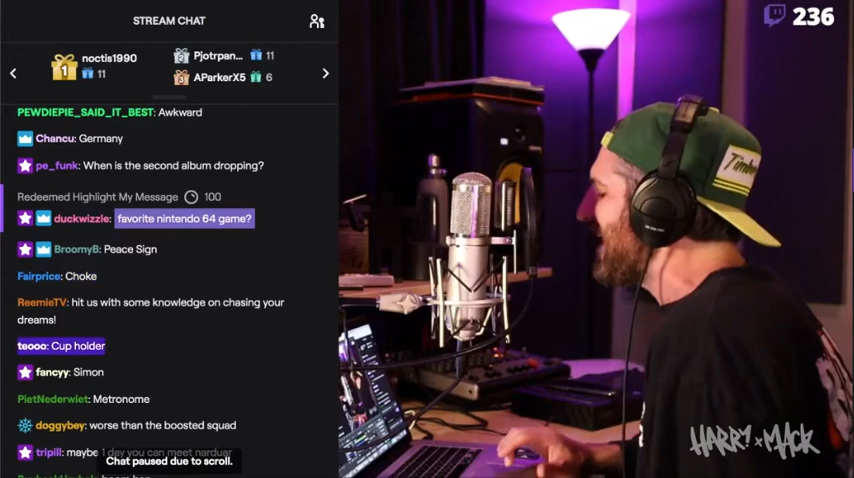 STREAM CHAT
236
1 noctis1990
11
2 Pjotrpan... 11
3 AParkerX5 6
PEWDIEPIE_SAID_IT_BEST: Awkward
Chancu: Germany
pe_funk: When is the second album dropping?
Redeemed Highlight My Message 100
duckwizzle: favorite nintendo 64 game?
BroomyB: Peace Sign
Fairprice: Choke
ReemieTV: hit us with some knowledge on chasing your
dreams!
teooo: Cup holder
fancyy: Simon
PietNederwiet: Metronome
doggybey: worse than the boosted squad
tripill: maybe 1 day you can meet narduar
Chat paused due to scroll.
HARRY x MACK